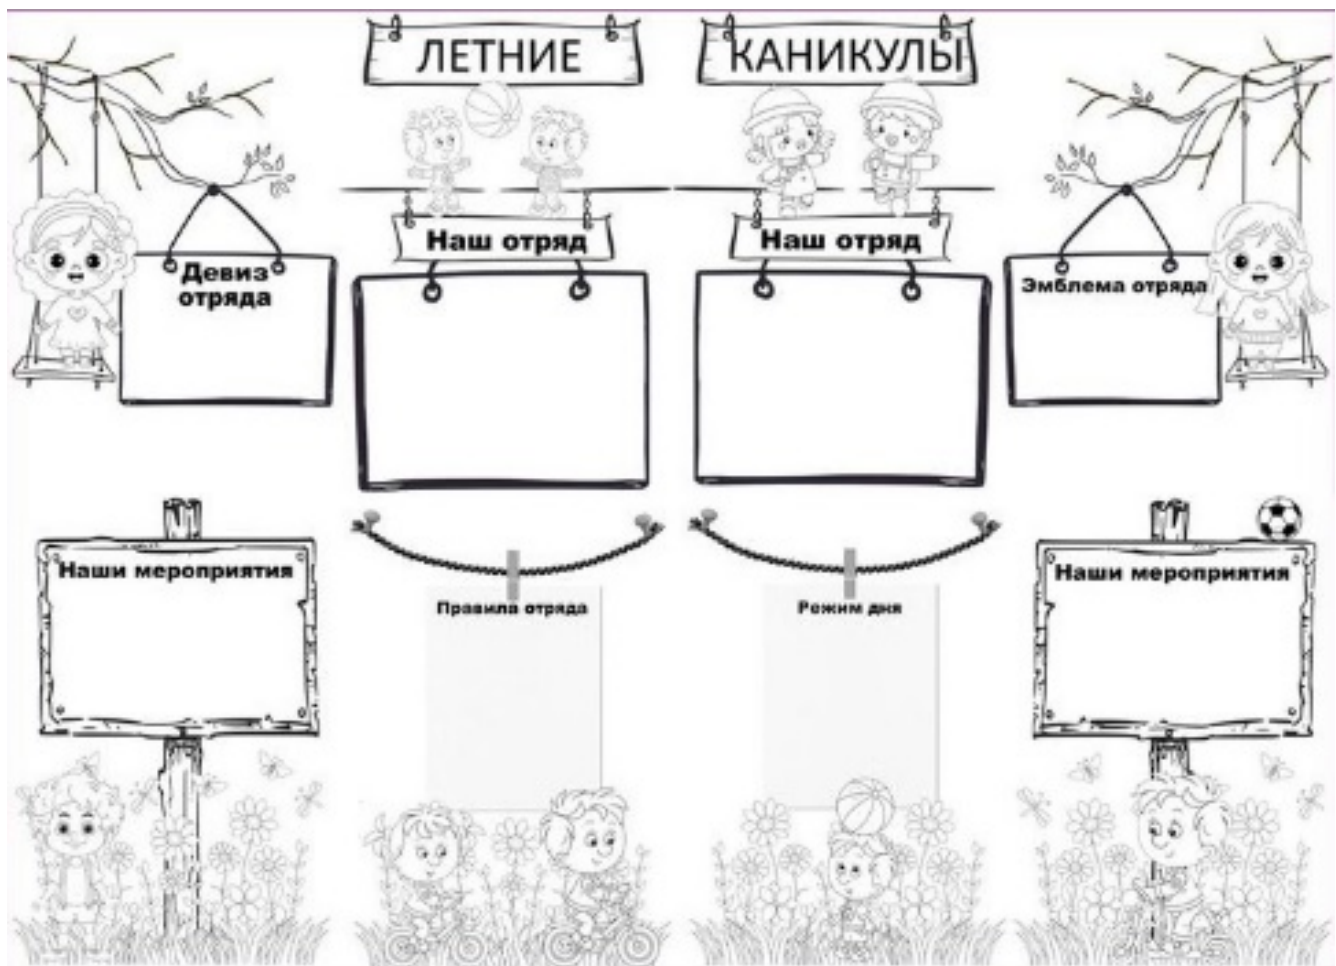 ЛЕТНИЕ КАНИКУЛЫ
Наш отряд
Наш отряд
Девиз
отряда
Эмблема отряда
Наши мероприятия
Правила отряда
Режим дня
Наши мероприятия